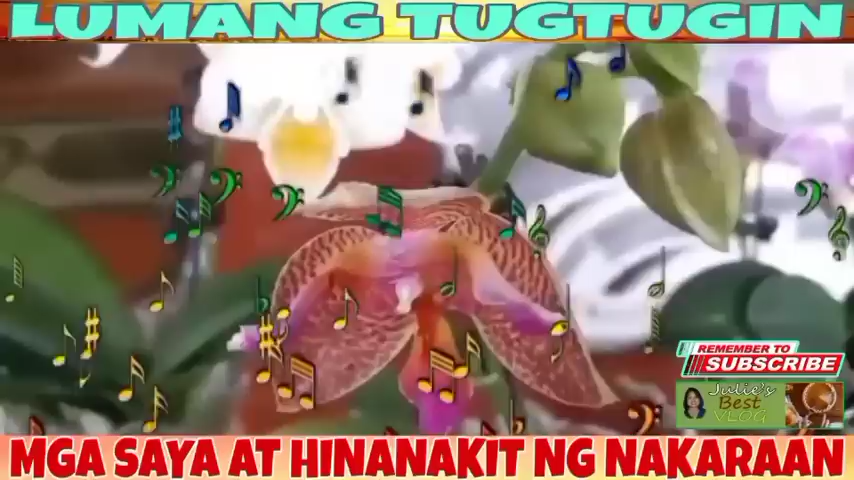 LUMANG TUGTUGIN
REMEMBER TO
SUBSCRIBE
Julie's
Best
VLOG
MGA SAYA AT HINANAKIT NG NAKARAAN